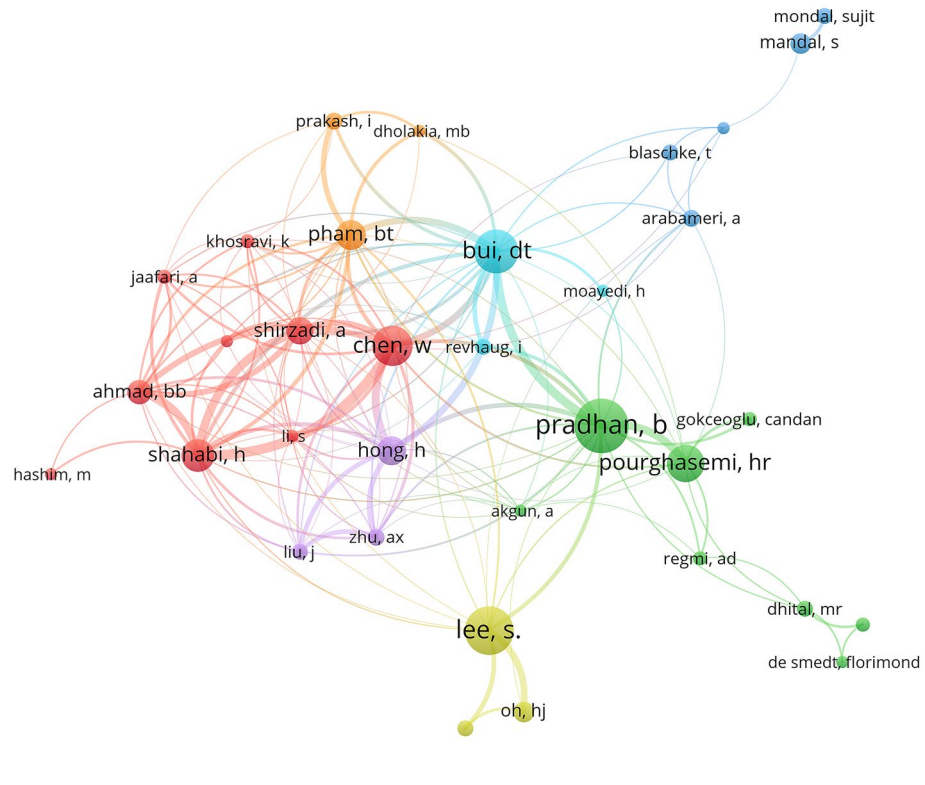 mondal, sujit
mandal, s
prakash, i
dholakia, mb
blaschke, t
arabameri, a
pham, bt
khosravi, k
bui, dt
jaafari, a
moayedi, h
shirzadi, a
chen, w
revhaug, i
ahmad, bb
pradhan, b
gokceoglu, candan
li, s
shahabi, h
hong, h
pourghasemi, hr
hashim, m
akgun, a
zhu, ax
liu, j
regmi, ad
dhital, mr
lee, s.
de smedt, florimond
oh, hj